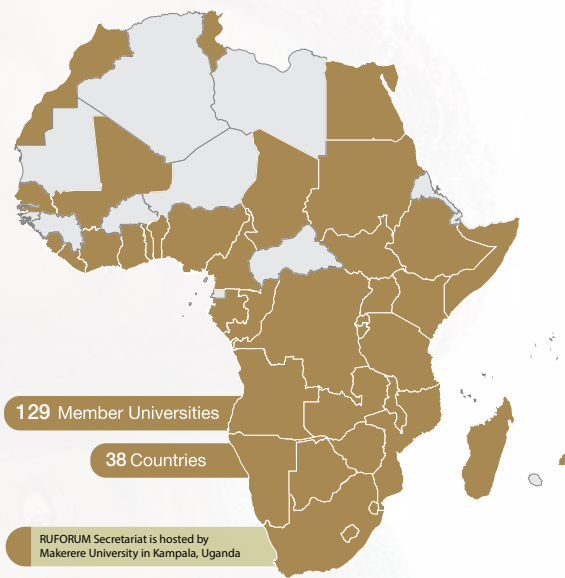 129 Member Universities
38 Countries
RUFORUM Secretariat is hosted by
Makerere University in Kampala, Uganda